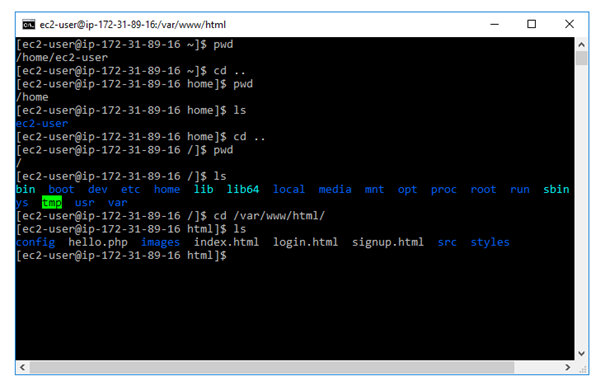 ec2-user@ip-172-31-89-16:/var/www/html
[ec2-user@ip-172-31-89-16 ~]$ pwd
/home/ec2-user
[ec2-user@ip-172-31-89-16 ~]$ cd ..
[ec2-user@ip-172-31-89-16 home]$ pwd
/home
[ec2-user@ip-172-31-89-16 home]$ ls
ec2-user
[ec2-user@ip-172-31-89-16 home]$ cd ..
[ec2-user@ip-172-31-89-16 /]$ pwd
/
[ec2-user@ip-172-31-89-16 /]$ ls
bin boot dev etc home lib lib64 local media mnt opt proc root run sbin
ys tmp usr var
[ec2-user@ip-172-31-89-16 /]$ cd /var/www/html/
[ec2-user@ip-172-31-89-16 html]$ ls
config hello.php images index.html login.html signup.html src styles
[ec2-user@ip-172-31-89-16 html]$